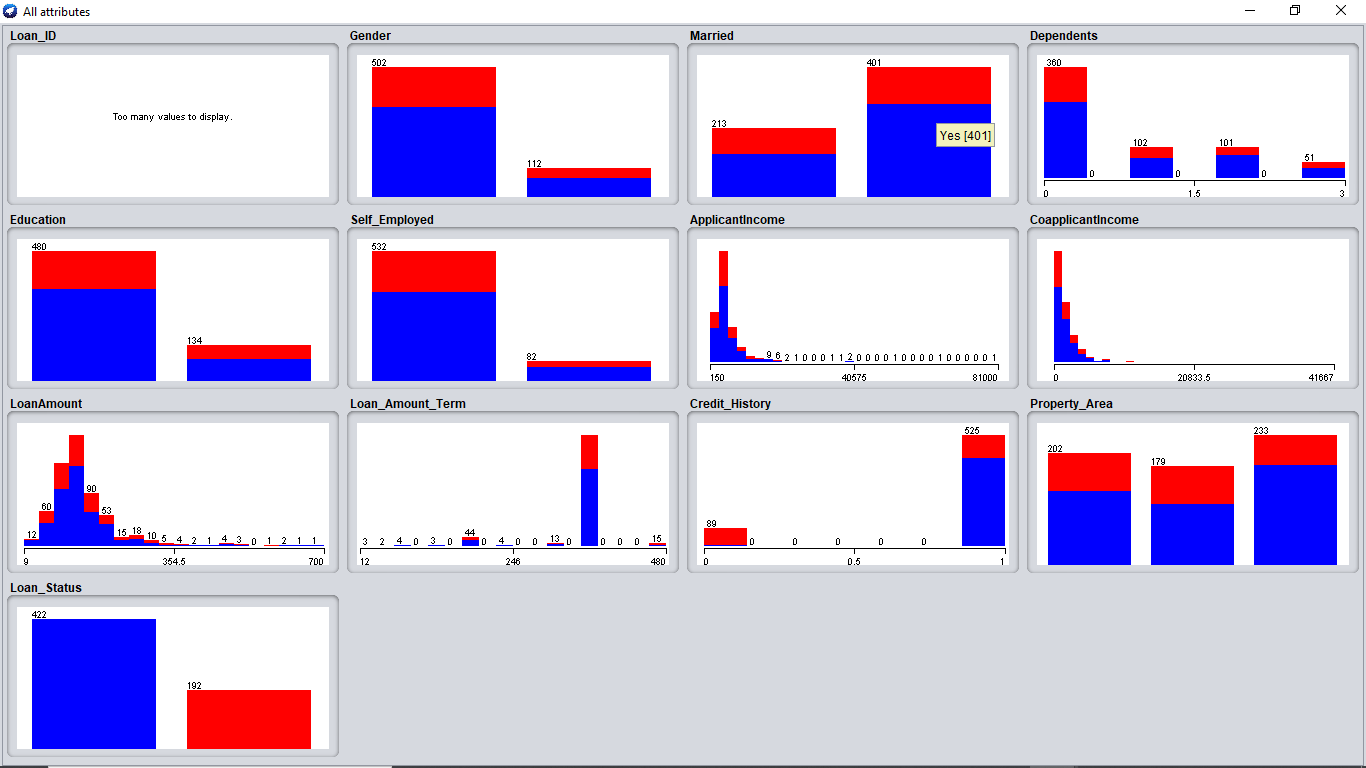 All attributes
Loan_ID
Too many values to display.
Gender
502
112
Married
213
401
Yes [401]
Dependents
360
0
102
0
101
0
51
0 1.5 3
Education
480
134
Self_Employed
532
82
ApplicantIncome
9 6 2 1 0 0 0 1 1 2 0 0 0 0 1 0 0 0 0 1 0 0 0 0 0 1
150 40575 81000
CoapplicantIncome
0 20833.5 41667
LoanAmount
12 60 90 53 15 18 10 5 4 2 1 4 3 0 1 2 1 1
9 354.5 700
Loan_Amount_Term
3 2 4 0 3 0 44 0 4 0 0 13 0 0 0 0 15
12 246 480
Credit_History
89 0 0 0 0 0 525
0 0.5 1
Property_Area
202
179
233
Loan_Status
422
192